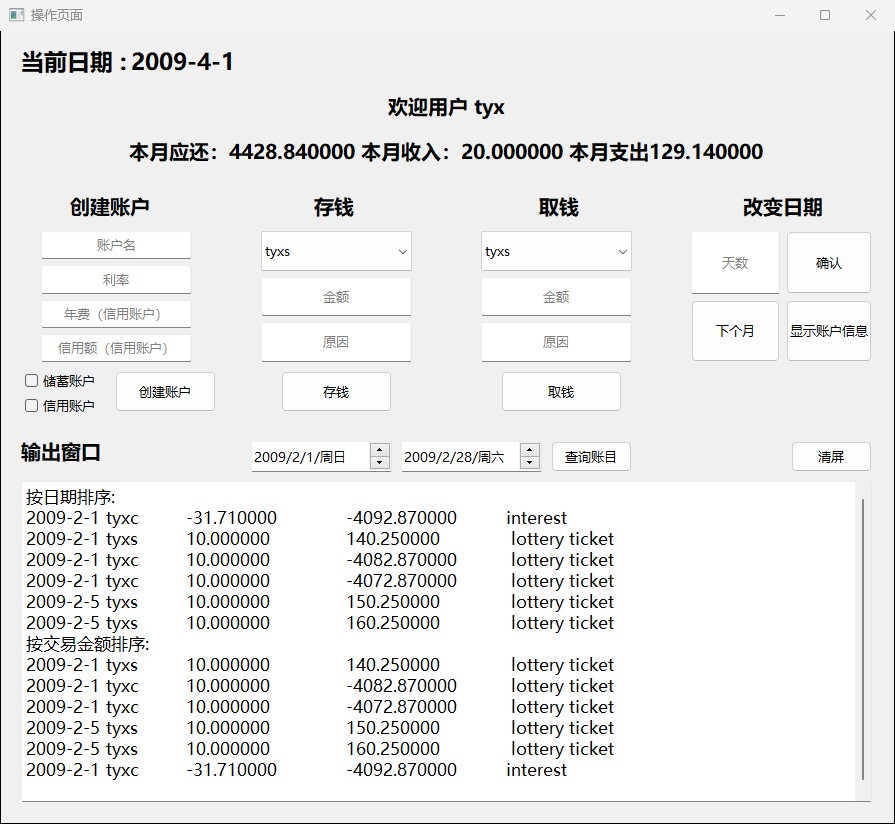 操作页面
当前日期 : 2009-4-1
欢迎用户 tyx
本月应还：4428.840000 本月收入：20.000000 本月支出129.140000
创建账户 存钱 取钱 改变日期
账户名 tyxs tyxs 天数 确认
利率 金额 金额
年费（信用账户） 原因 原因 下个月 显示账户信息
信用额（信用账户）
储蓄账户 创建账户 存钱 取钱
信用账户
输出窗口 2009/2/1/周日 2009/2/28/周六 查询账目 清屏
按日期排序:
2009-2-1 tyxc -31.710000 -4092.870000 interest
2009-2-1 tyxs 10.000000 140.250000 lottery ticket
2009-2-1 tyxc 10.000000 -4082.870000 lottery ticket
2009-2-1 tyxc 10.000000 -4072.870000 lottery ticket
2009-2-5 tyxs 10.000000 150.250000 lottery ticket
2009-2-5 tyxs 10.000000 160.250000 lottery ticket
按交易金额排序:
2009-2-1 tyxs 10.000000 140.250000 lottery ticket
2009-2-1 tyxc 10.000000 -4082.870000 lottery ticket
2009-2-1 tyxc 10.000000 -4072.870000 lottery ticket
2009-2-5 tyxs 10.000000 150.250000 lottery ticket
2009-2-5 tyxs 10.000000 160.250000 lottery ticket
2009-2-1 tyxc -31.710000 -4092.870000 interest